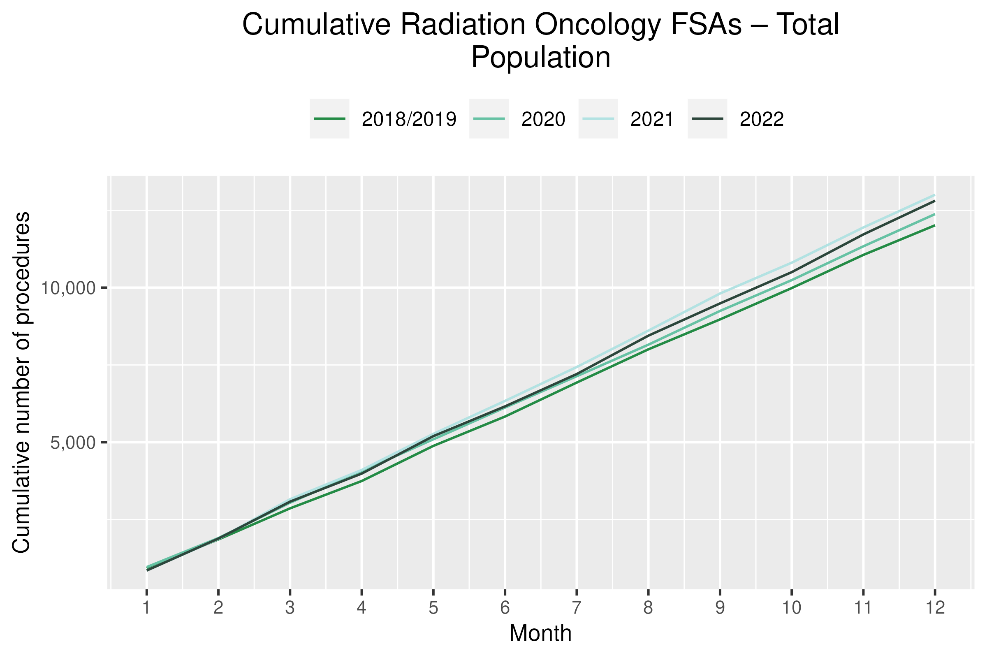 Cumulative Radiation Oncology FSAs – Total
Population
2018/2019 2020 2021 2022
Cumulative number of procedures
10,000
5,000
1 2 3 4 5 6 7 8 9 10 11 12
Month